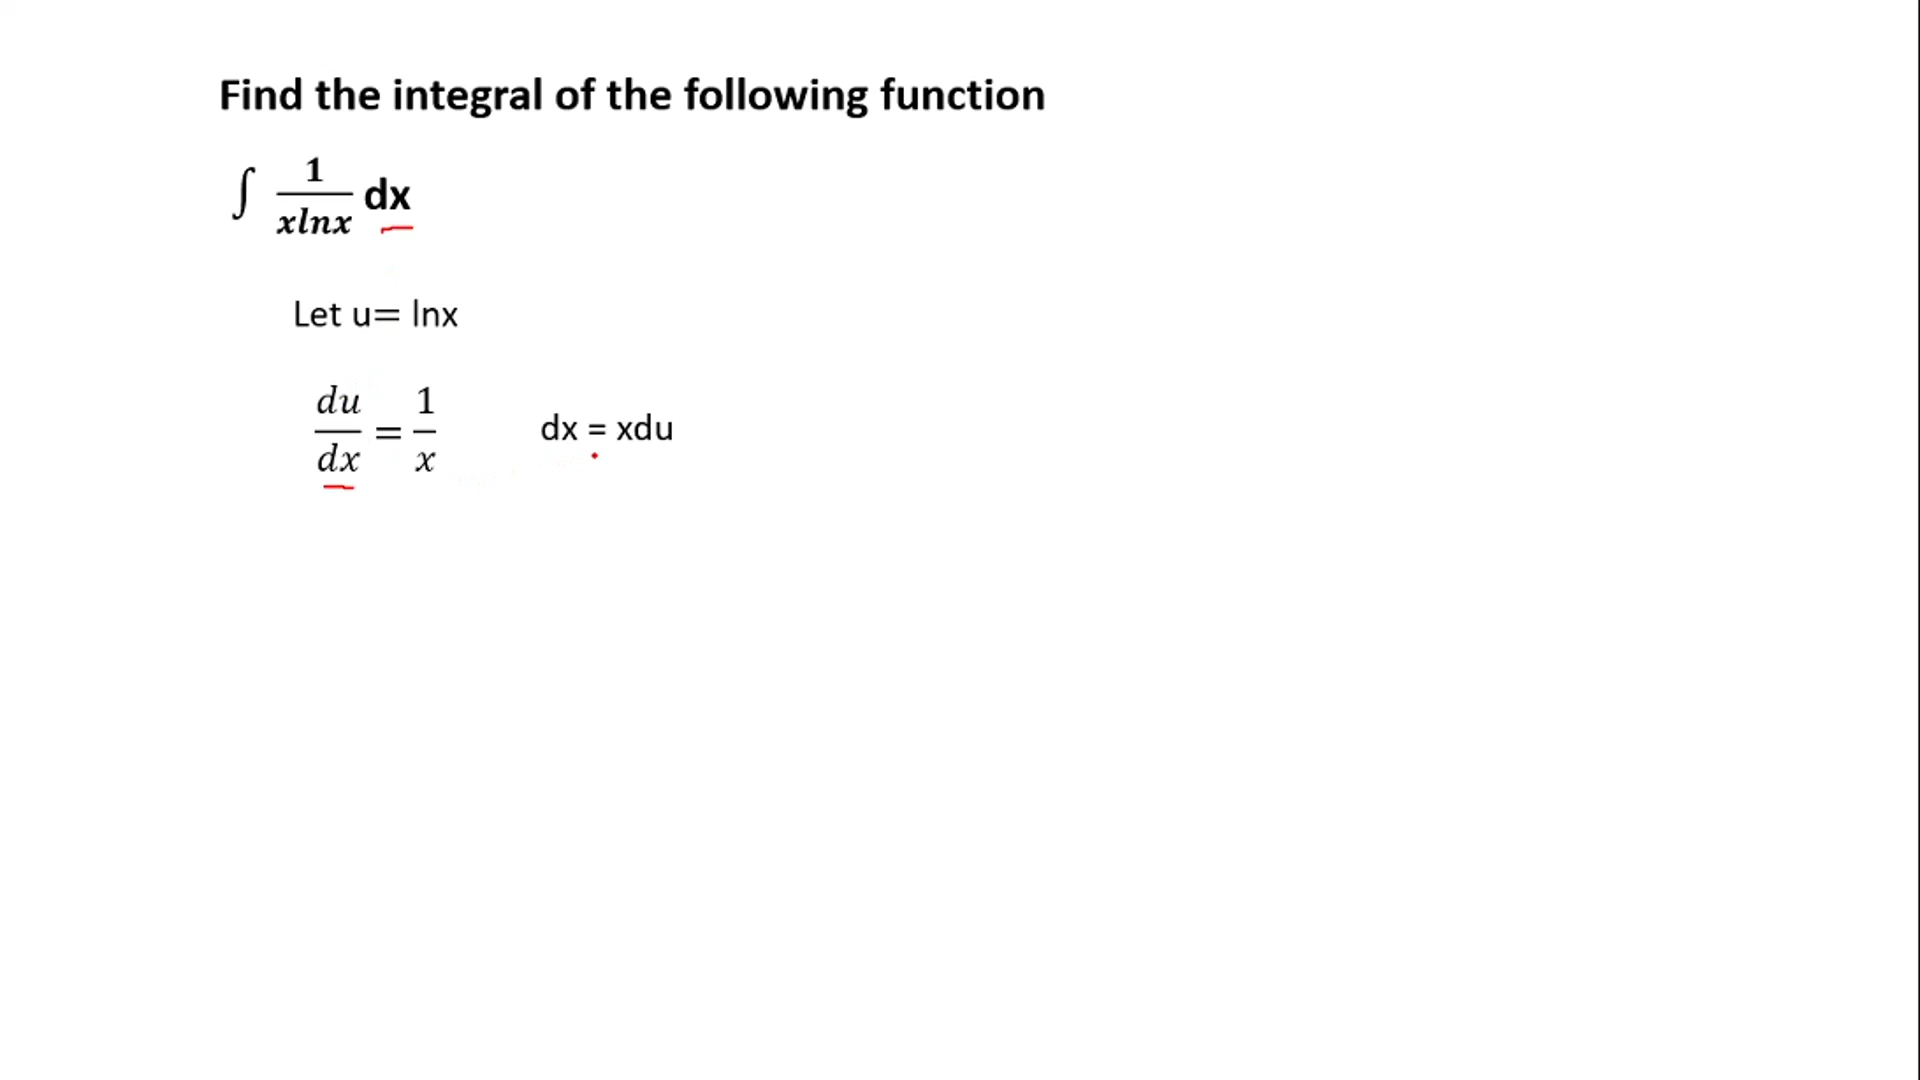 Find the integral of the following function
∫ 1/xlnx dx
Let u= lnx
du/dx = 1/x dx = xdu